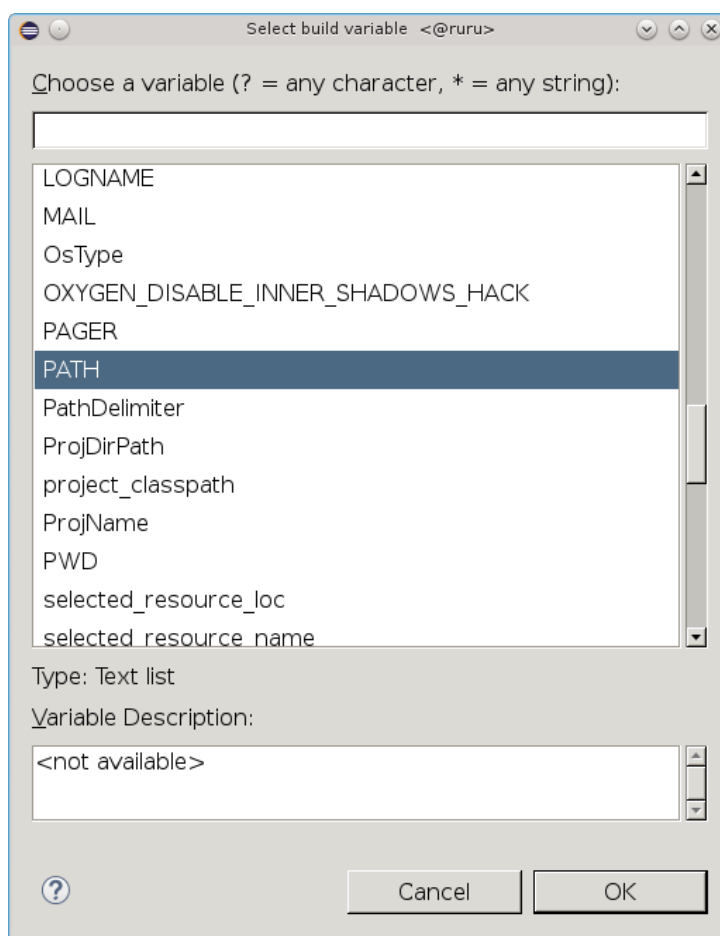 Select build variable <@ruru>
Choose a variable (? = any character, * = any string):
LOGNAME
MAIL
OsType
OXYGEN_DISABLE_INNER_SHADOWS_HACK
PAGER
PATH
PathDelimiter
ProjDirPath
project_classpath
ProjName
PWD
selected_resource_loc
selected_resource_name
Type: Text list
Variable Description:
<not available>
?
Cancel
OK